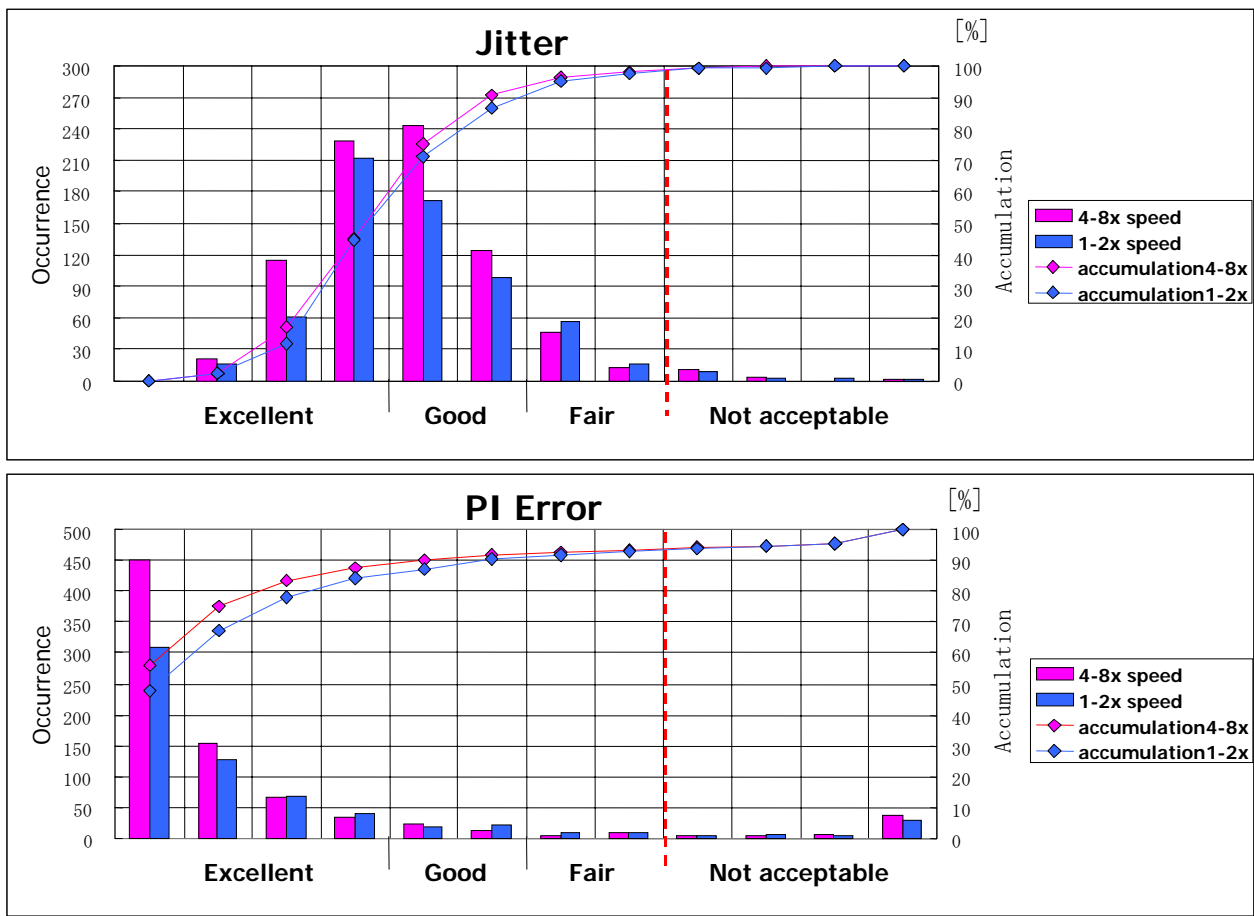 Jitter
[%]
Occurrence
300
270
240
210
180
150
120
90
60
30
0
100
90
80
70
60
50
40
30
20
10
0
Accumulation
4-8x speed
1-2x speed
accumulation4-8x
accumulation1-2x
Excellent Good Fair Not acceptable
PI Error
[%]
Occurrence
500
450
400
350
300
250
200
150
100
50
0
100
90
80
70
60
50
40
30
20
10
0
Accumulation
4-8x speed
1-2x speed
accumulation4-8x
accumulation1-2x
Excellent Good Fair Not acceptable